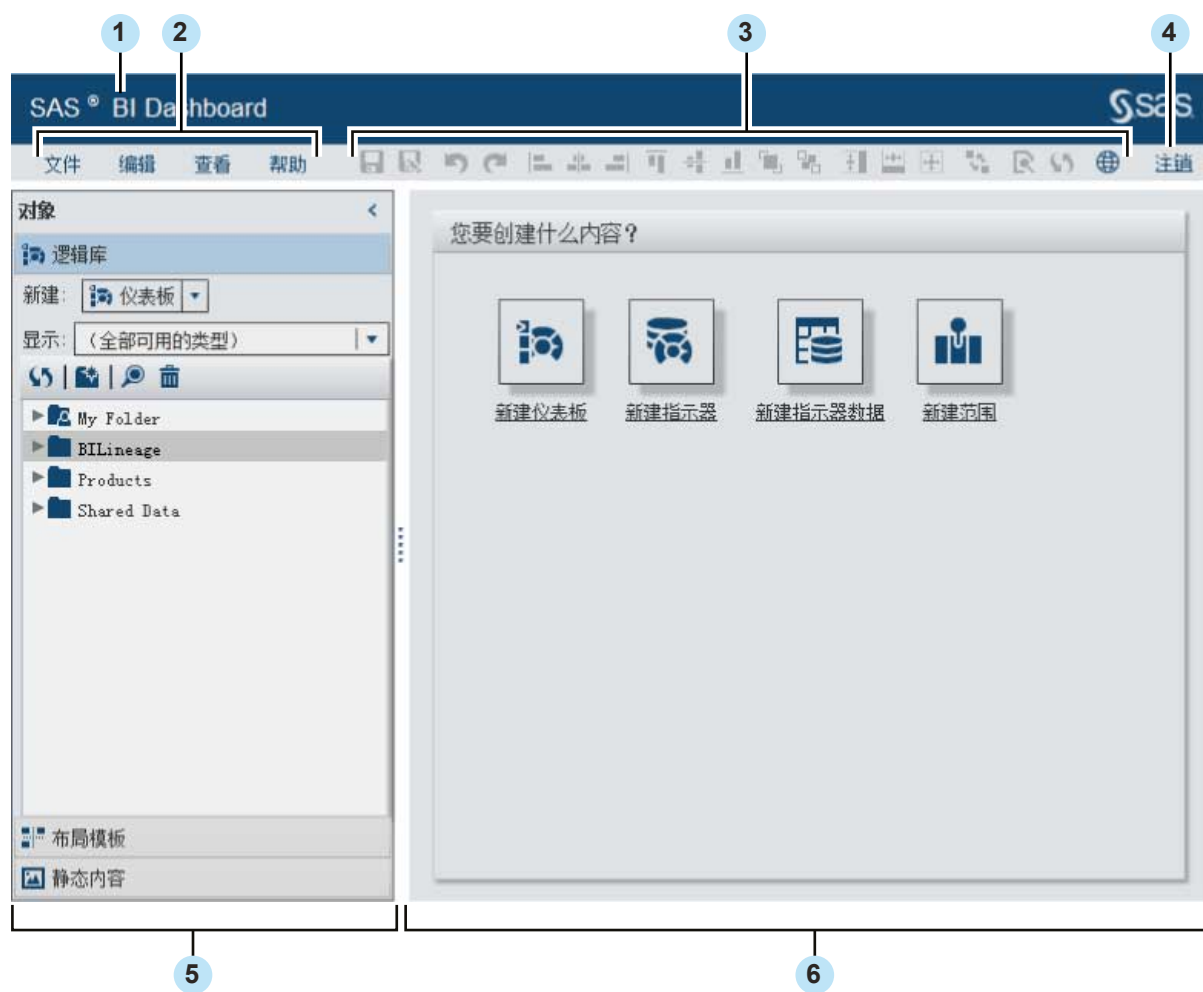 1 2 3 4
SAS ® BI Dashboard
sas
文件 编辑 查看 帮助 注销
对象
逻辑库
新建: 仪表板
显示: (全部可用的类型)
My Folder
BILineage
Products
Shared Data
布局模板
静态内容
您要创建什么内容?
新建仪表板 新建指示器 新建指示器数据 新建范围
5 6